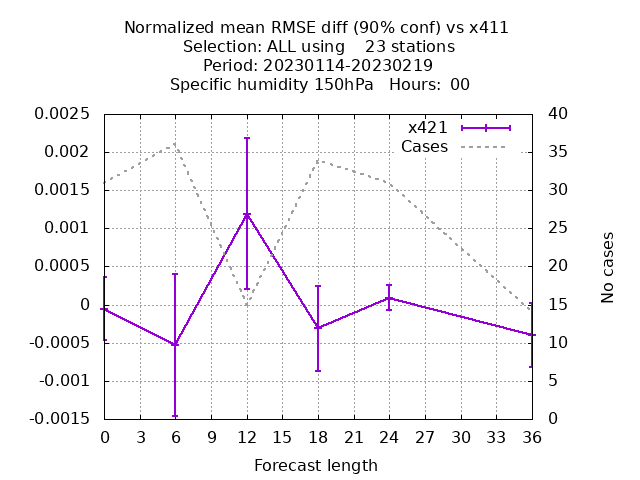 Normalized mean RMSE diff (90% conf) vs x411
Selection: ALL using    23 stations
Period: 20230114-20230219
Specific humidity 150hPa   Hours:  00
0.0025
0.002
0.0015
0.001
0.0005
0
-0.0005
-0.001
-0.0015
40
35
30
25
20
15
10
5
0
x421
Cases
No cases
0 3 6 9 12 15 18 21 24 27 30 33 36
Forecast length